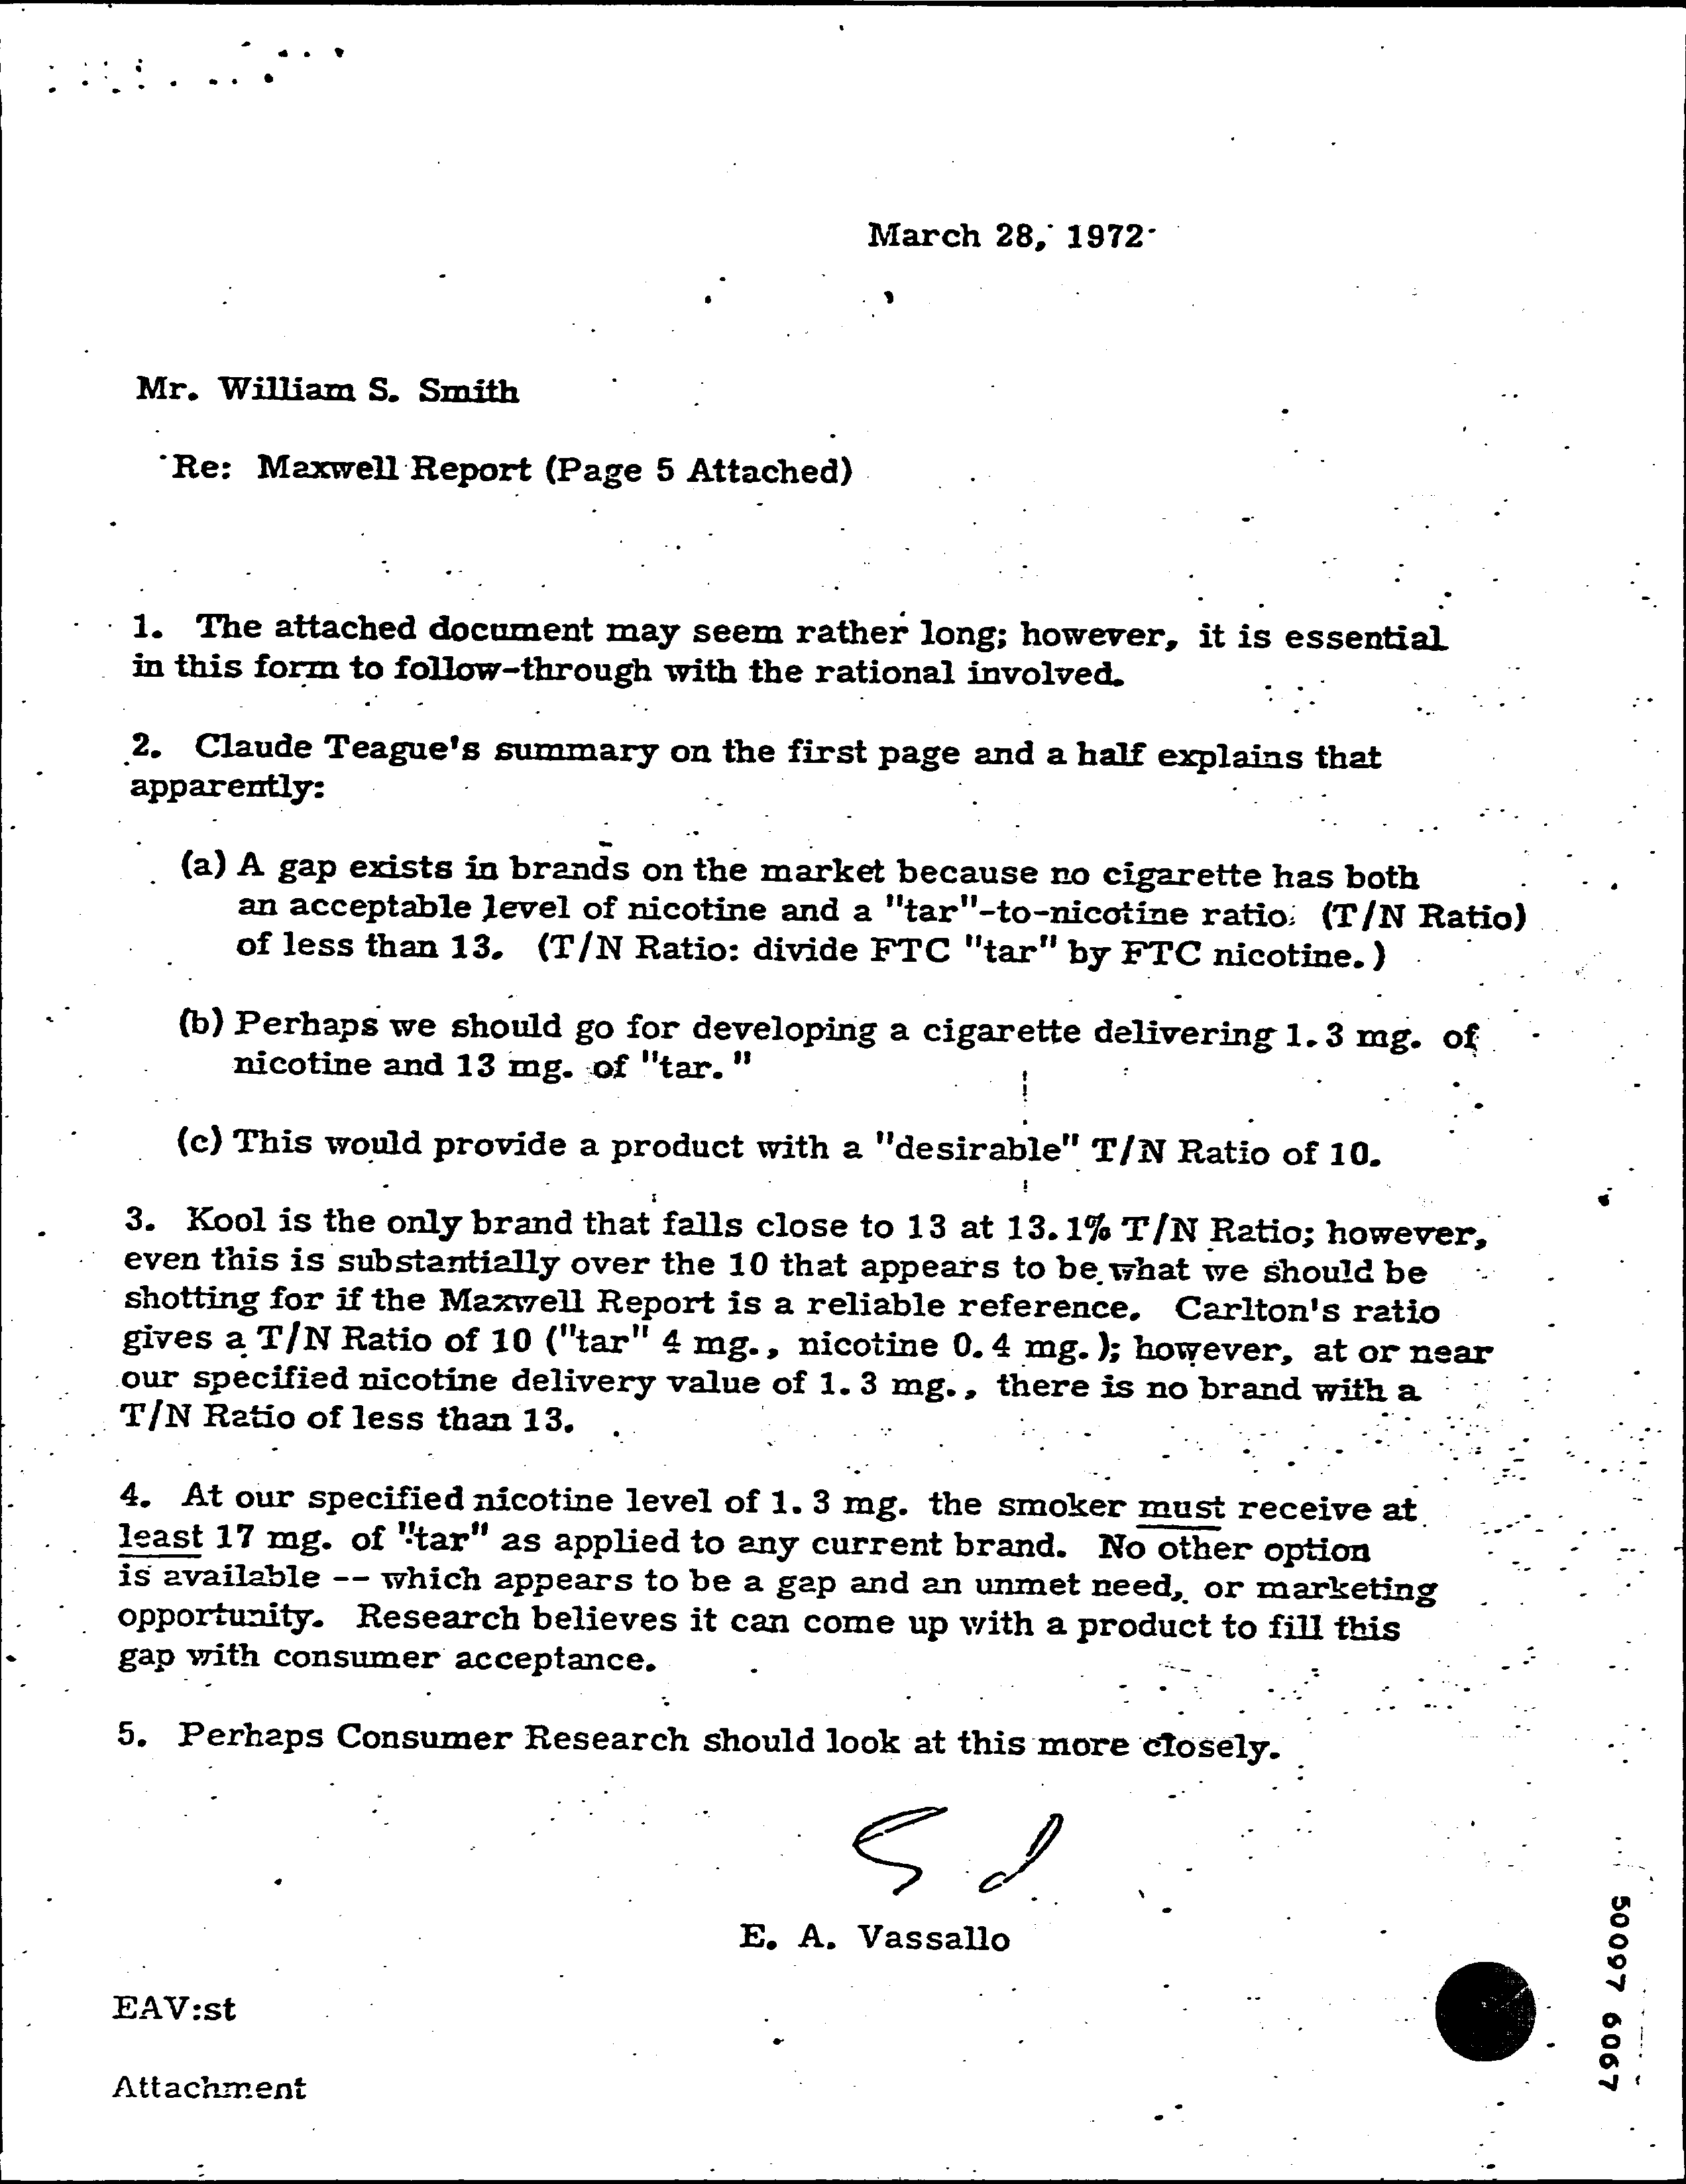 March 28, 1972
Mr. William S. Smith
Re: Maxwell Report (Page 5 Attached)
1. The attached document may seem rather long; however, it is essential
in this form to follow-through with the rational involved.
2. Claude Teague's summary on the first page and a half explains that
apparently:
(a) A gap exists in brands on the market because no cigarette has both
an acceptable level of nicotine and a "tar"-to-nicotine ratio (T/N Ratio)
of less than 13. (T/N Ratio: divide FTC "tar" by FTC nicotine.)
(b) Perhaps we should go for developing a cigarette delivering 1.3 mg. of
nicotine and 13 mg. of "tar."
(c) This would provide a product with a "desirable" T/N Ratio of 10.
3. Kool is the only brand that falls close to 13 at 13.1% T/N Ratio; however,
even this is substantially over the 10 that appears to be what we should be
shotting for if the Maxwell Report is a reliable reference. Carlton's ratio
gives a T/N Ratio of 10 ("tar" 4 mg., nicotine 0.4 mg.); however, at or near
our specified nicotine delivery value of 1.3 mg., there is no brand with a
T/N Ratio of less than 13.
4. At our specified nicotine level of 1.3 mg. the smoker must receive at
least 17 mg. of "tar" as applied to any current brand. No other option
is available -- which appears to be a gap and an unmet need, or marketing
opportunity. Research believes it can come up with a product to fill this
gap with consumer acceptance.
5. Perhaps Consumer Research should look at this more closely.
Ed
E. A. Vassallo
EAV:st
Attachment
50097 6067